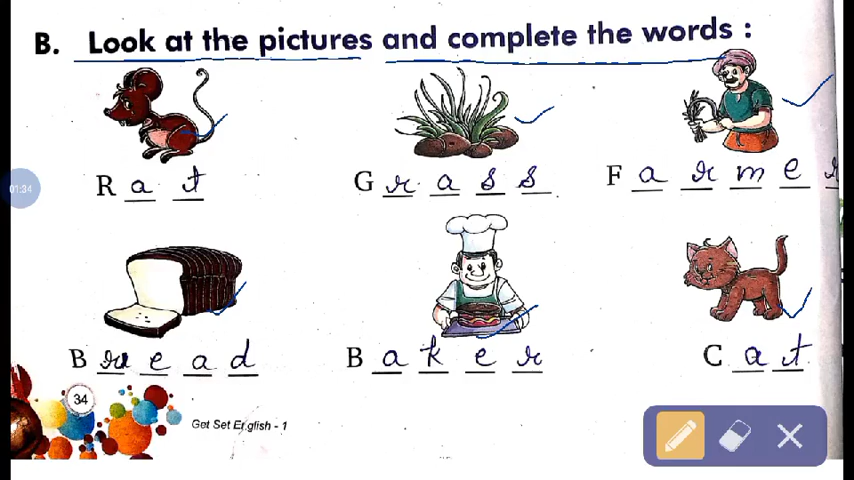 B. Look at the pictures and complete the words :
01:34
R a t
G r a s s
F a r m e r
B r e a d
B a k e r
C a t
34
Get Set English - 1